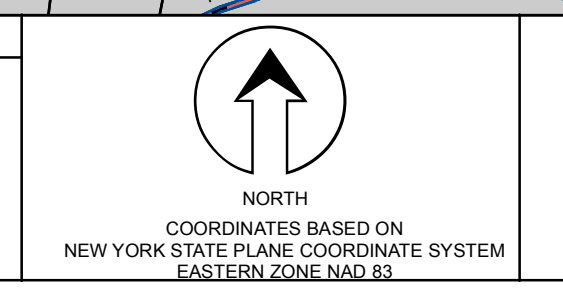 NORTH
COORDINATES BASED ON
NEW YORK STATE PLANE COORDINATE SYSTEM
EASTERN ZONE NAD 83